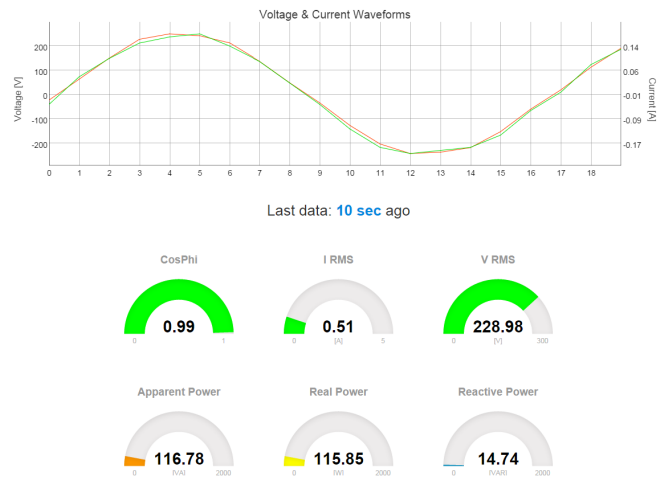 Voltage & Current Waveforms
Voltage [V]
200
100
0
-100
-200
0.14
0.06
-0.01
-0.09
-0.17
Current [A]
0 1 2 3 4 5 6 7 8 9 10 11 12 13 14 15 16 17 18
Last data: 10 sec ago
CosPhi I RMS V RMS
0.99 0.51 228.98
0 1 0 [A] 5 0 [V] 300
Apparent Power Real Power Reactive Power
116.78 115.85 14.74
0 [VA] 2000 0 [W] 2000 0 [VAR] 2000